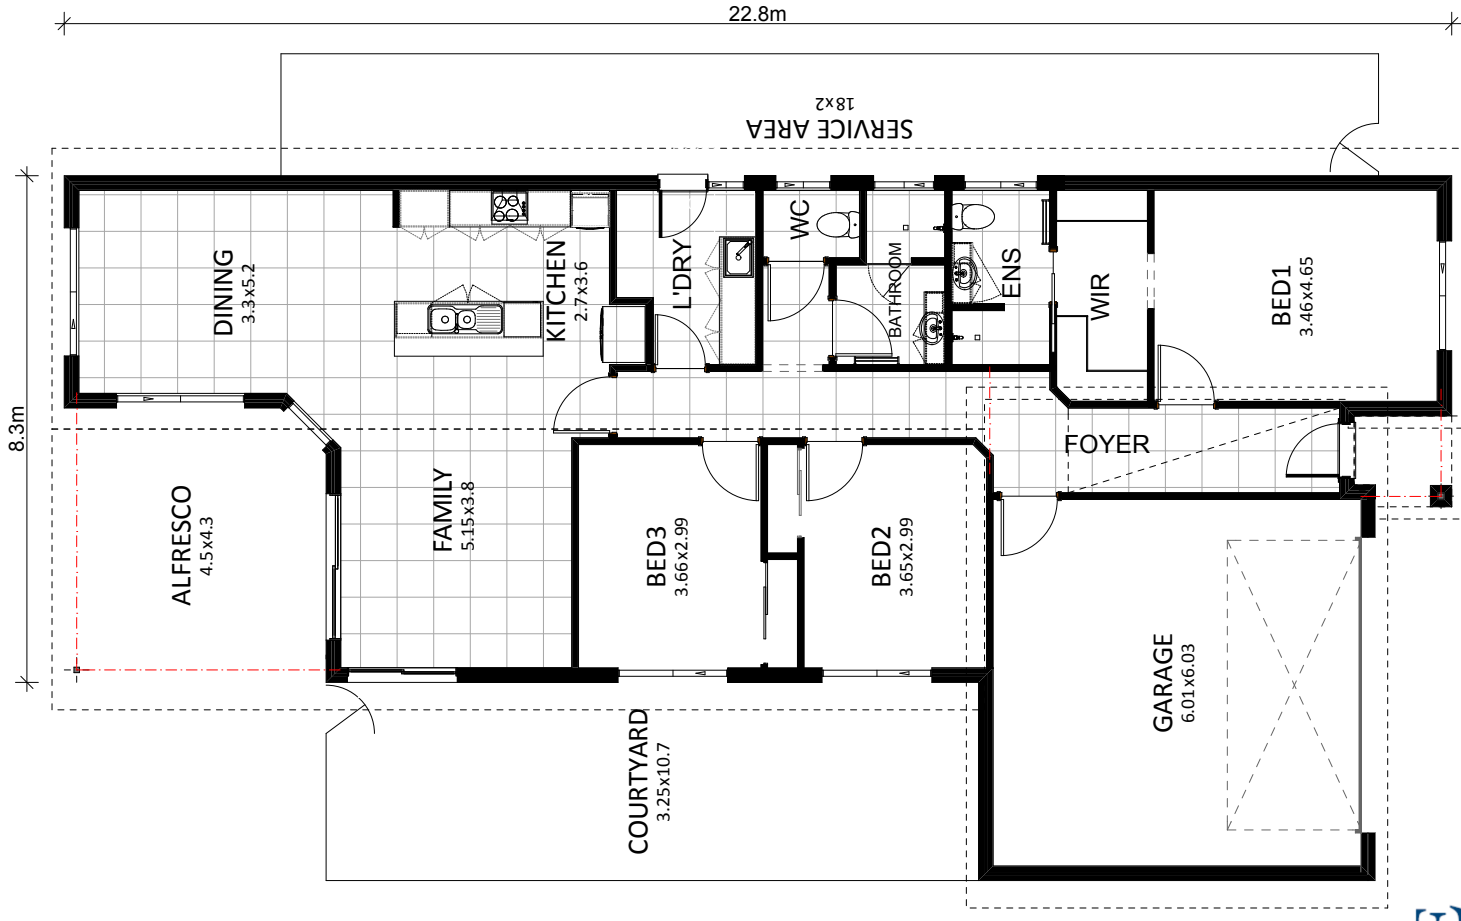 22.8m
SERVICE AREA
18x2
8.3m
DINING
3.3x5.2
KITCHEN
2.7x3.6
L'DRY
WC
BATHROOM
ENS
WIR
BED1
3.46x4.65
FOYER
ALFRESCO
4.5x4.3
FAMILY
5.15x3.8
BED3
3.66x2.99
BED2
3.65x2.99
GARAGE
6.01x6.03
COURTYARD
3.25x10.7